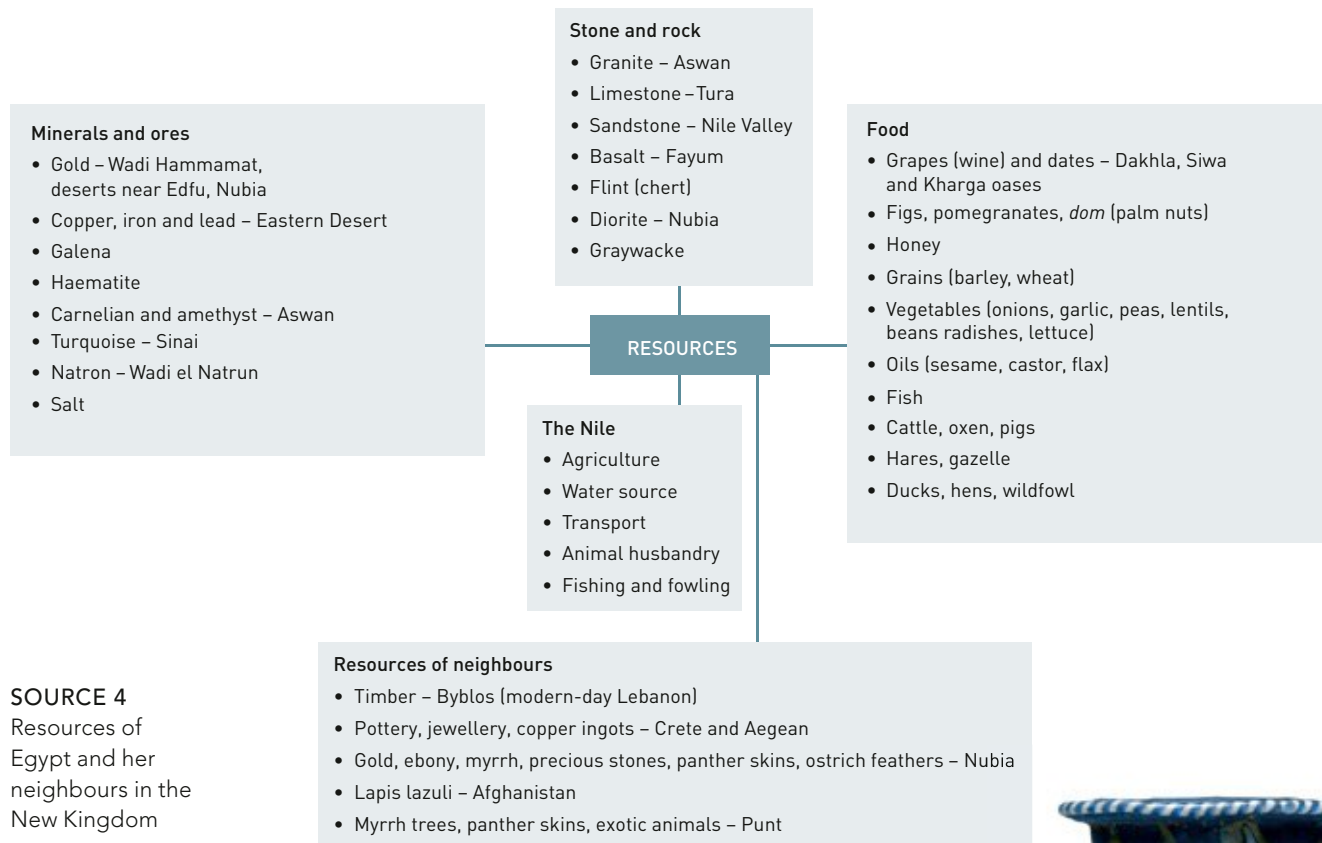 Stone and rock
• Granite – Aswan
• Limestone – Tura
• Sandstone – Nile Valley
• Basalt – Fayum
• Flint (chert)
• Diorite – Nubia
• Graywacke
Minerals and ores
• Gold – Wadi Hammamat,
deserts near Edfu, Nubia
• Copper, iron and lead – Eastern Desert
• Galena
• Haematite
• Carnelian and amethyst – Aswan
• Turquoise – Sinai
• Natron – Wadi el Natrun
• Salt
RESOURCES
Food
• Grapes (wine) and dates – Dakhla, Siwa
and Kharga oases
• Figs, pomegranates, dom (palm nuts)
• Honey
• Grains (barley, wheat)
• Vegetables (onions, garlic, peas, lentils,
beans radishes, lettuce)
• Oils (sesame, castor, flax)
• Fish
• Cattle, oxen, pigs
• Hares, gazelle
• Ducks, hens, wildfowl
The Nile
• Agriculture
• Water source
• Transport
• Animal husbandry
• Fishing and fowling
Resources of neighbours
• Timber – Byblos (modern-day Lebanon)
• Pottery, jewellery, copper ingots – Crete and Aegean
• Gold, ebony, myrrh, precious stones, panther skins, ostrich feathers – Nubia
• Lapis lazuli – Afghanistan
• Myrrh trees, panther skins, exotic animals – Punt
SOURCE 4
Resources of
Egypt and her
neighbours in the
New Kingdom